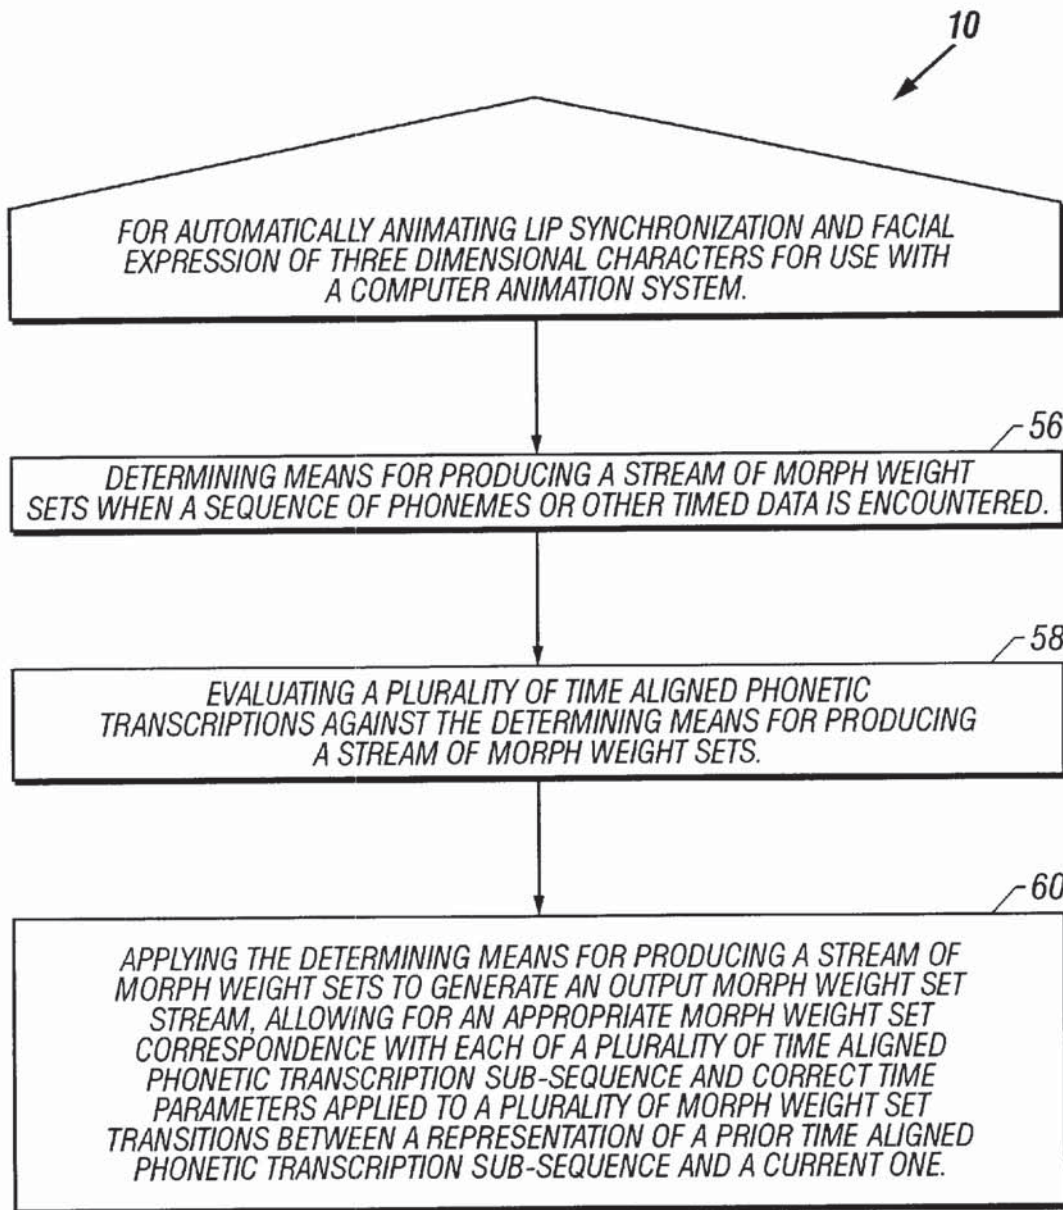 10
FOR AUTOMATICALLY ANIMATING LIP SYNCHRONIZATION AND FACIAL
EXPRESSION OF THREE DIMENSIONAL CHARACTERS FOR USE WITH
A COMPUTER ANIMATION SYSTEM.
56
DETERMINING MEANS FOR PRODUCING A STREAM OF MORPH WEIGHT
SETS WHEN A SEQUENCE OF PHONEMES OR OTHER TIMED DATA IS ENCOUNTERED.
58
EVALUATING A PLURALITY OF TIME ALIGNED PHONETIC
TRANSCRIPTIONS AGAINST THE DETERMINING MEANS FOR PRODUCING
A STREAM OF MORPH WEIGHT SETS.
60
APPLYING THE DETERMINING MEANS FOR PRODUCING A STREAM OF
MORPH WEIGHT SETS TO GENERATE AN OUTPUT MORPH WEIGHT SET
STREAM, ALLOWING FOR AN APPROPRIATE MORPH WEIGHT SET
CORRESPONDENCE WITH EACH OF A PLURALITY OF TIME ALIGNED
PHONETIC TRANSCRIPTION SUB-SEQUENCE AND CORRECT TIME
PARAMETERS APPLIED TO A PLURALITY OF MORPH WEIGHT SET
TRANSITIONS BETWEEN A REPRESENTATION OF A PRIOR TIME ALIGNED
PHONETIC TRANSCRIPTION SUB-SEQUENCE AND A CURRENT ONE.